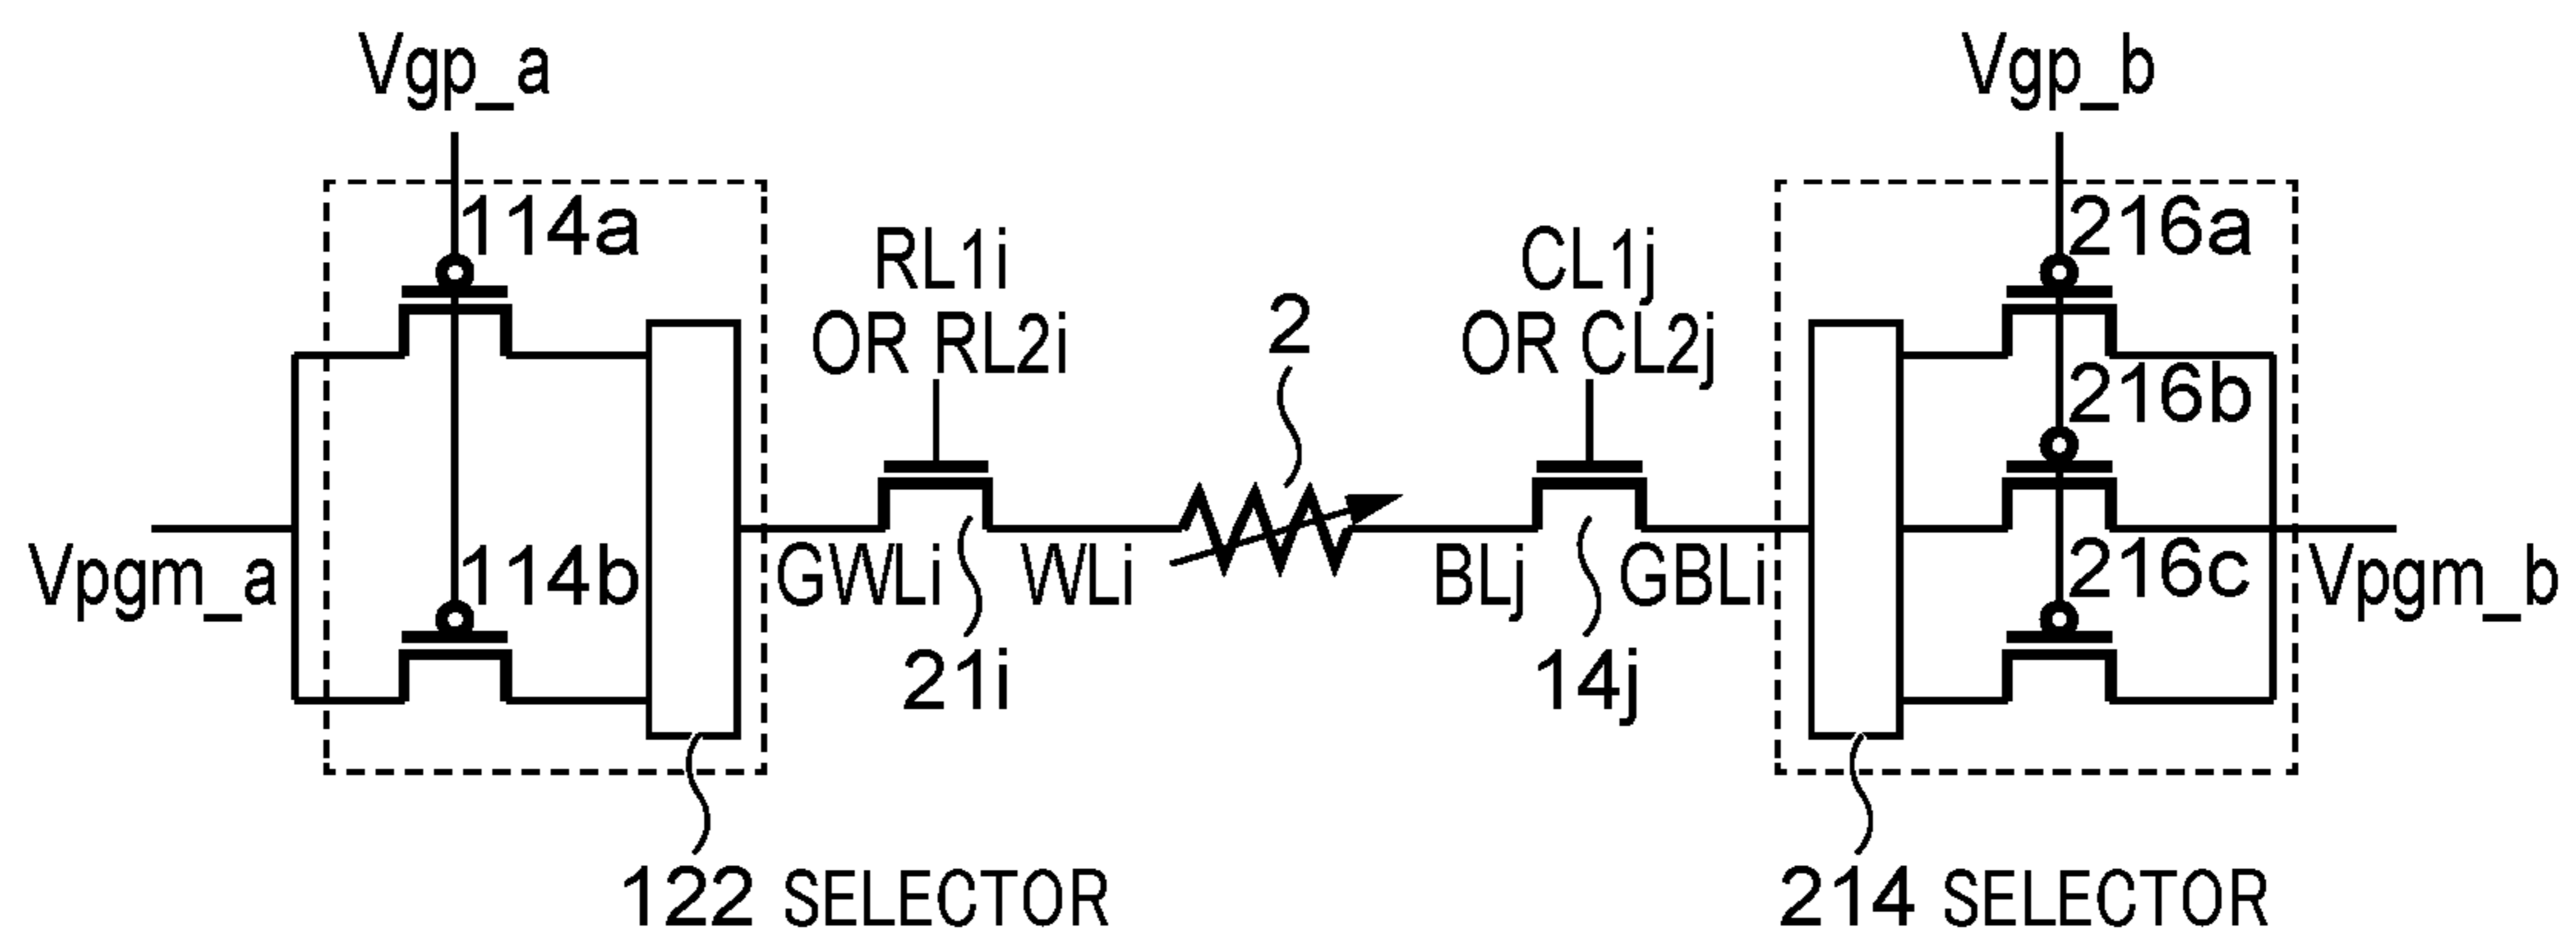 Vgp_a
Vgp_b
114a
216a
RL1i
OR RL2i
2
CL1j
OR CL2j
216b
Vpgm_a
114b
GWLi
WLi
BLj
GBLi
216c
Vpgm_b
21i
14j
122 SELECTOR
214 SELECTOR